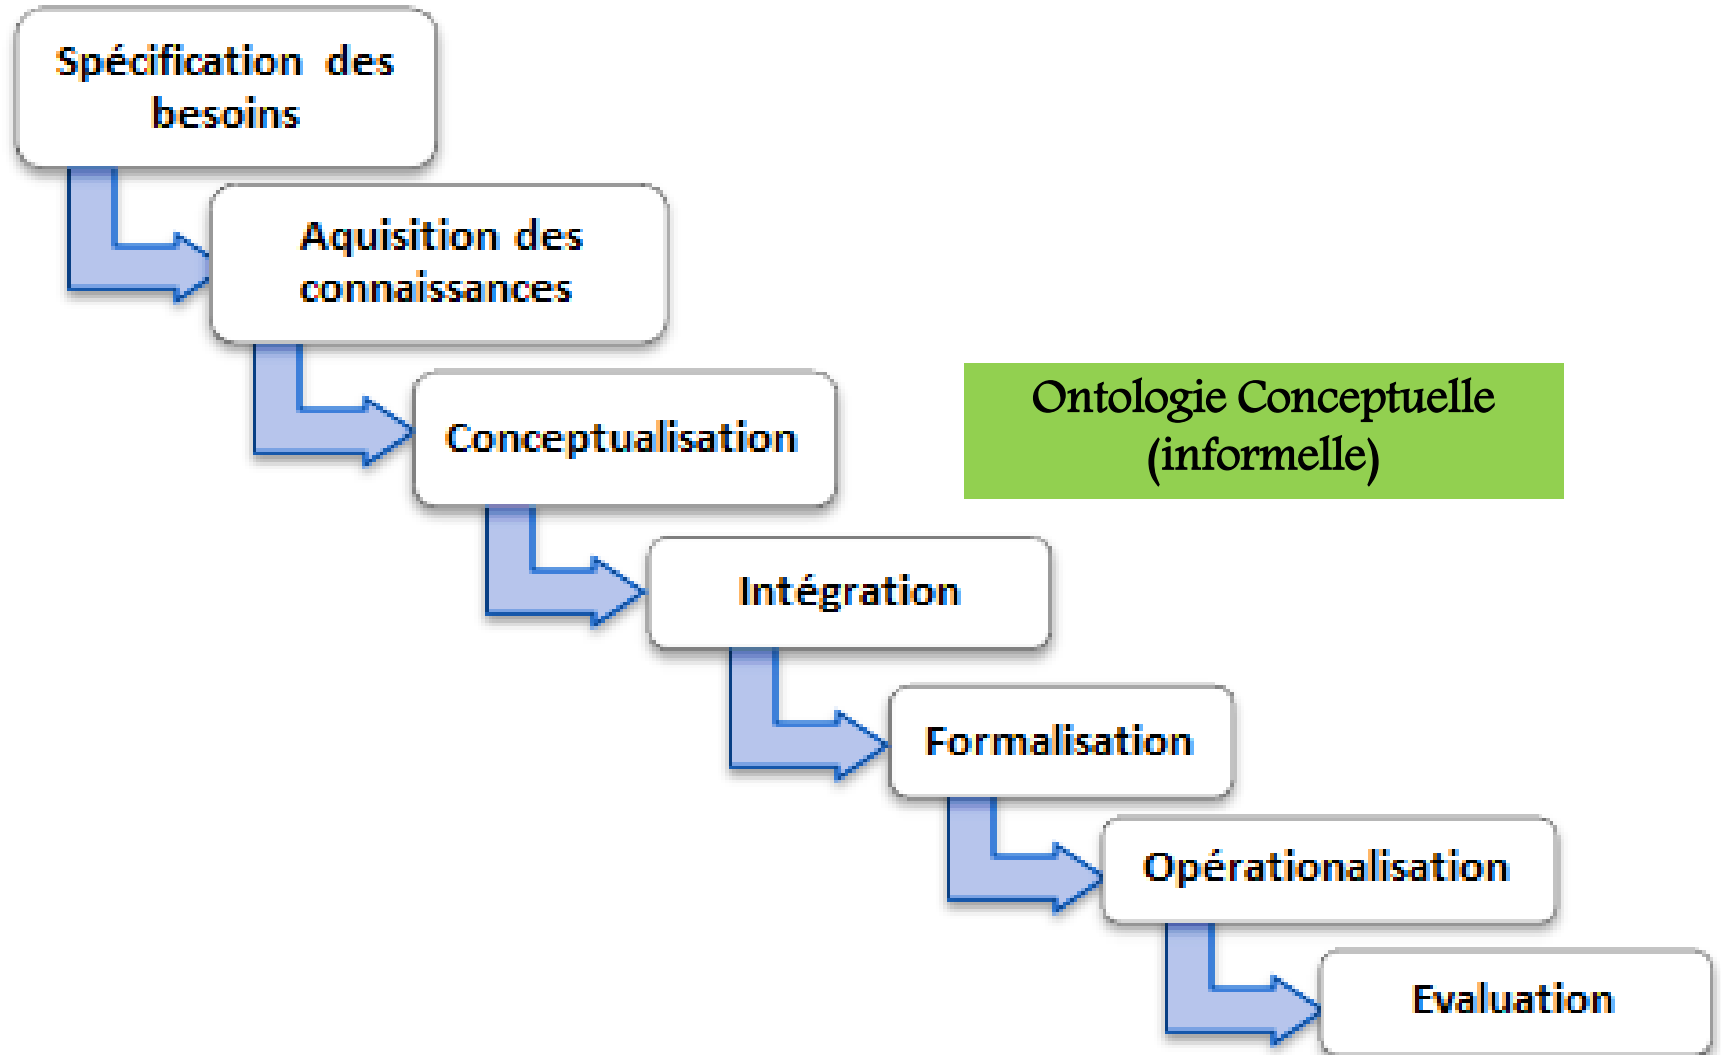 Spécification des
besoins
Aquisition des
connaissances
Conceptualisation
Ontologie Conceptuelle
(informelle)
Intégration
Formalisation
Opérationalisation
Evaluation